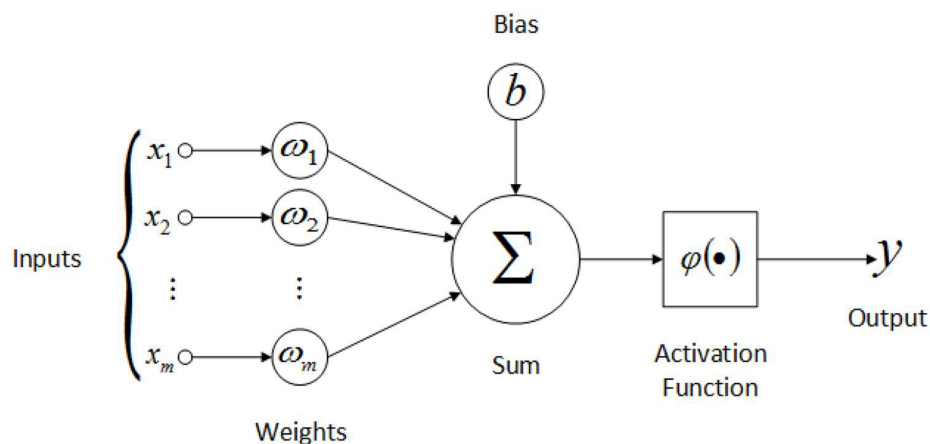 Bias
b
x₁ ω₁
x₂ ω₂
Inputs
⋮ ⋮
Σ
φ(•)
y
Output
xₘ ωₘ
Sum
Activation
Function
Weights